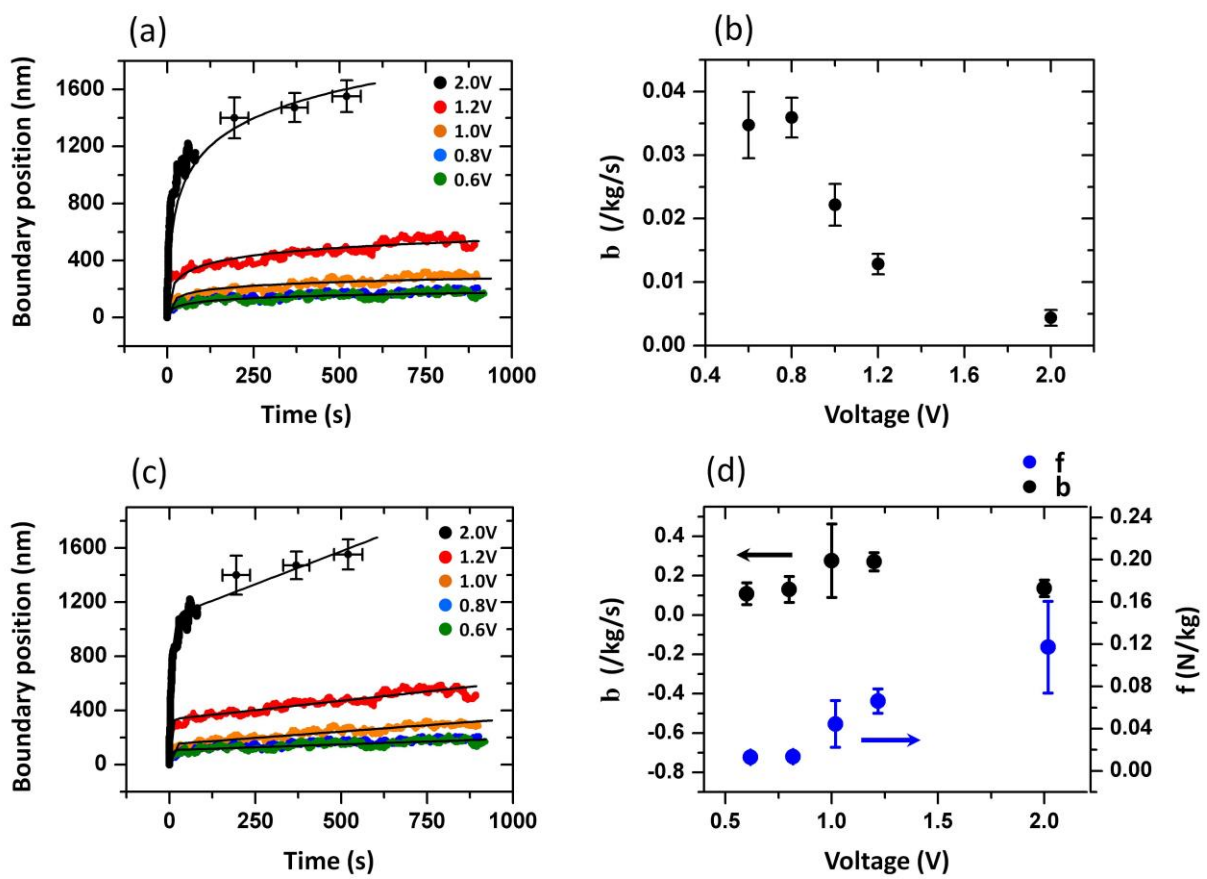 (a)
Boundary position (nm)
1600
1200
800
400
0
2.0V
1.2V
1.0V
0.8V
0.6V
0 250 500 750 1000
Time (s)
(b)
b (/kg/s)
0.04
0.03
0.02
0.01
0.00
0.4 0.8 1.2 1.6 2.0
Voltage (V)
(c)
Boundary position (nm)
1600
1200
800
400
0
2.0V
1.2V
1.0V
0.8V
0.6V
0 250 500 750 1000
Time (s)
(d)
f
b
b (/kg/s)
0.4
0.2
0.0
-0.2
-0.4
-0.6
-0.8
0.24
0.20
0.16
0.12
0.08
0.04
0.00
f (N/kg)
0.5 1.0 1.5 2.0
Voltage (V)